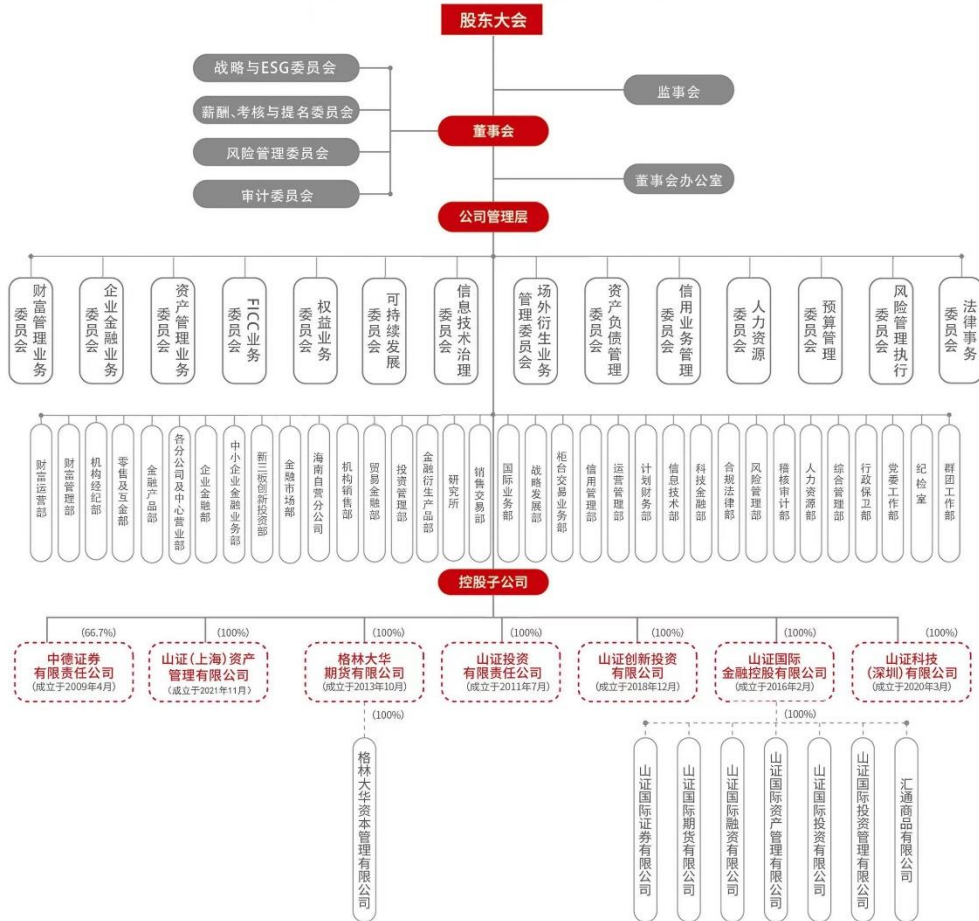 股东大会
战略与ESG委员会
监事会
薪酬、考核与提名委员会
董事会
风险管理委员会
董事会办公室
审计委员会
公司管理层
财富管理业务
委员会
企业金融业务
委员会
资产管理业务
委员会
FICC业务
委员会
权益业务
委员会
可持续发展
委员会
信息技术治理
委员会
场外衍生业务
管理委员会
资产负债管理
委员会
信用业务管理
委员会
人力资源
委员会
预算管理
委员会
风险管理执行
委员会
法律事务
委员会
财富运营部
财富管理部
机构经纪部
零售及互金部
金融产品部
各分公司及中心营业部
企业金融部
中小企业金融业务部
新三板创新投资部
金融市场部
海南自营分公司
机构销售部
贸易金融部
投资管理部
金融衍生产品部
研究所
销售交易部
国际业务部
战略发展部
柜台交易业务部
信用管理部
运营管理部
计划财务部
信息技术部
科技金融部
合规法律部
风险管理部
稽核审计部
人力资源部
综合管理部
行政保卫部
党委工作部
纪检室
群团工作部
控股子公司
(66.7%)
中德证券
有限责任公司
(成立于2009年4月)
(100%)
山证(上海)资产
管理有限公司
(成立于2021年11月)
(100%)
格林大华
期货有限公司
(成立于2013年10月)
(100%)
山证投资
有限责任公司
(成立于2011年7月)
(100%)
山证创新投资
有限公司
(成立于2018年12月)
(100%)
山证国际
金融控股有限公司
(成立于2016年2月)
(100%)
山证科技
(深圳)有限公司
(成立于2020年3月)
(100%)
格林大华资本管理有限公司
(100%)
山证国际证券有限公司
山证国际期货有限公司
山证国际融资有限公司
山证国际资产管理有限公司
山证国际投资有限公司
山证国际投资管理有限公司
汇通商品有限公司